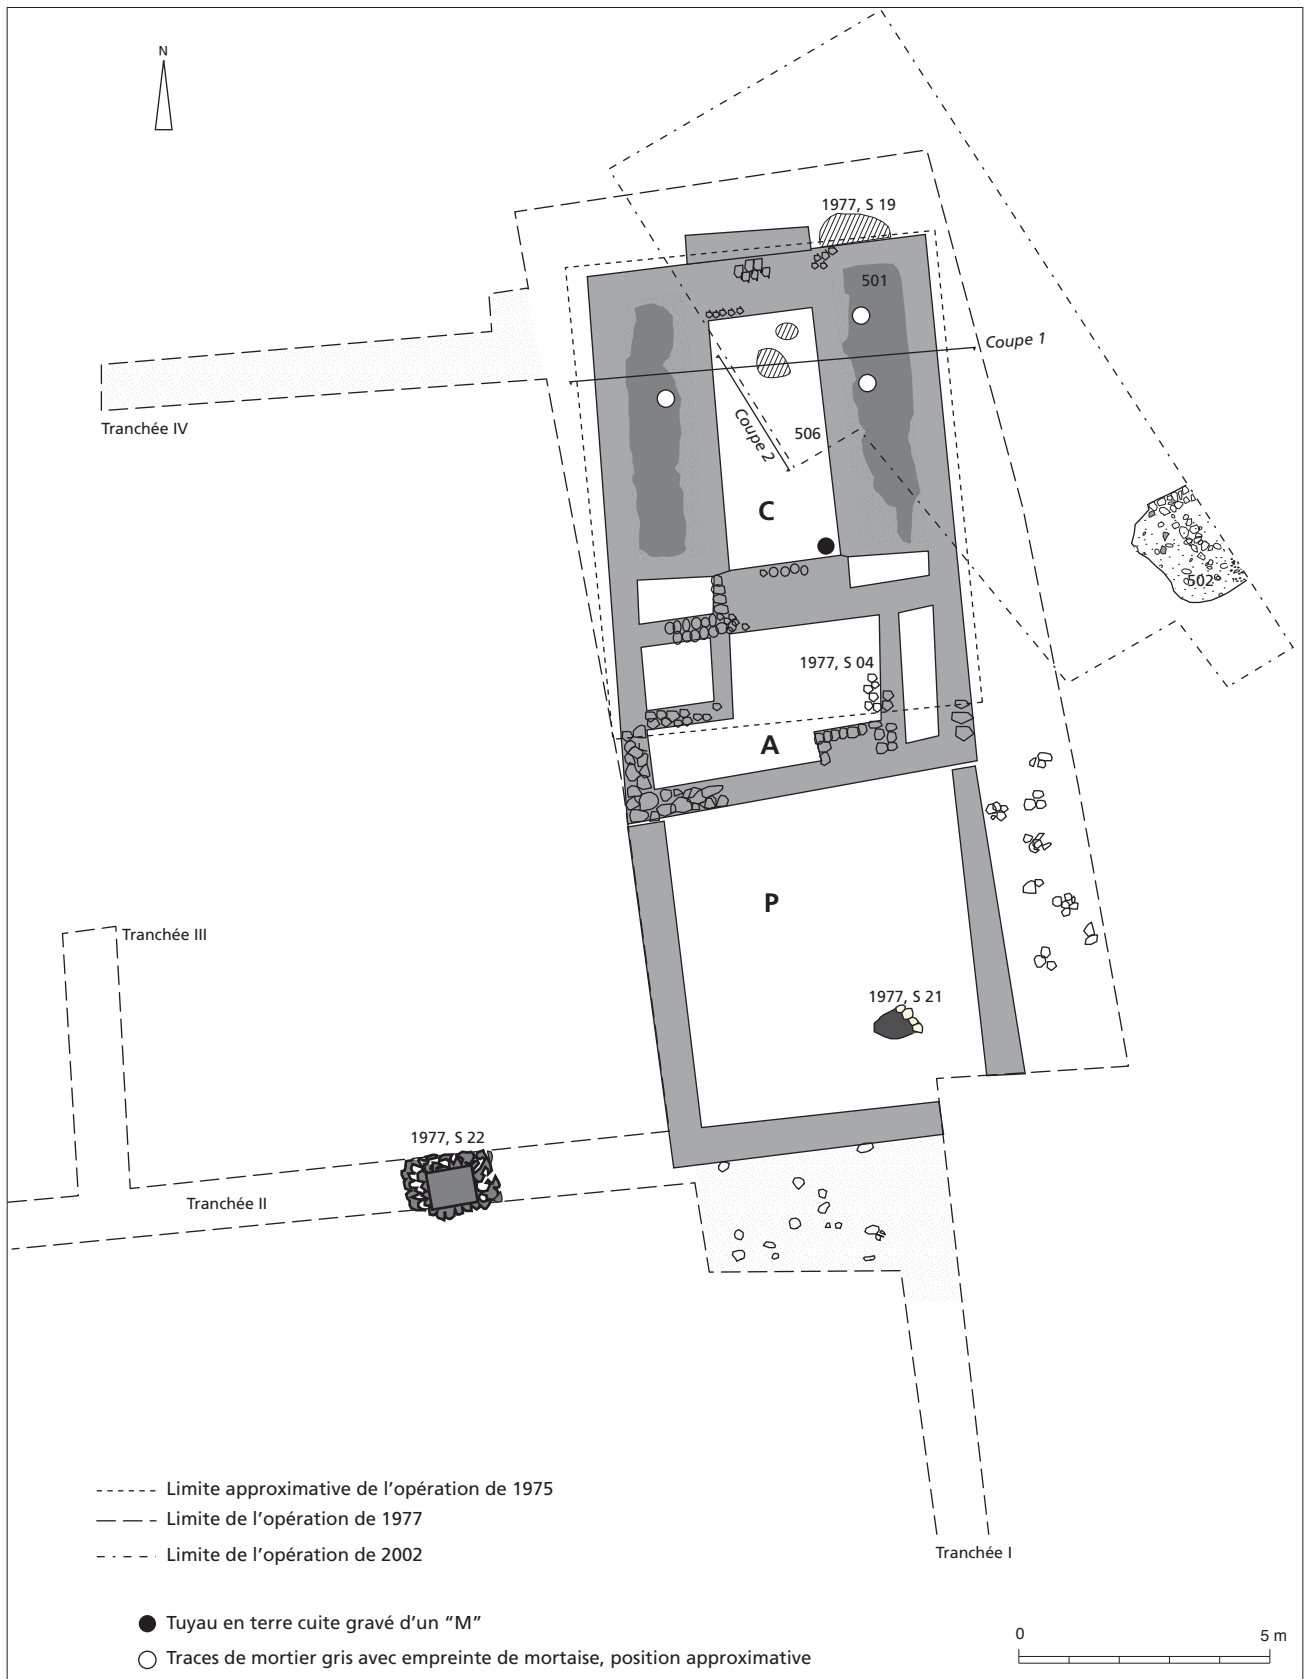 N
1977, S 19
501
Coupe 1
Tranchée IV
Coupe 2
506
C
502
1977, S 04
A
P
Tranchée III
1977, S 21
1977, S 22
Tranchée II
Limite approximative de l’opération de 1975
Limite de l’opération de 1977
Limite de l’opération de 2002
Tranchée I
Tuyau en terre cuite gravé d’un “M”
Traces de mortier gris avec empreinte de mortaise, position approximative
0 5 m